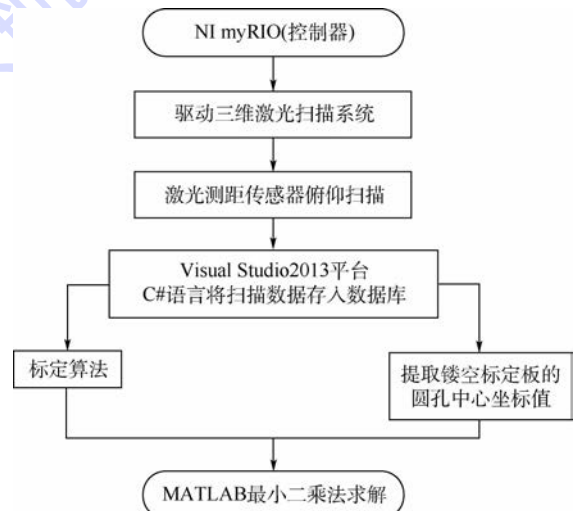 NI myRIO(控制器)
驱动三维激光扫描系统
激光测距传感器俯仰扫描
Visual Studio2013平台
C#语言将扫描数据存入数据库
标定算法
提取镂空标定板的
圆孔中心坐标值
MATLAB最小二乘法求解